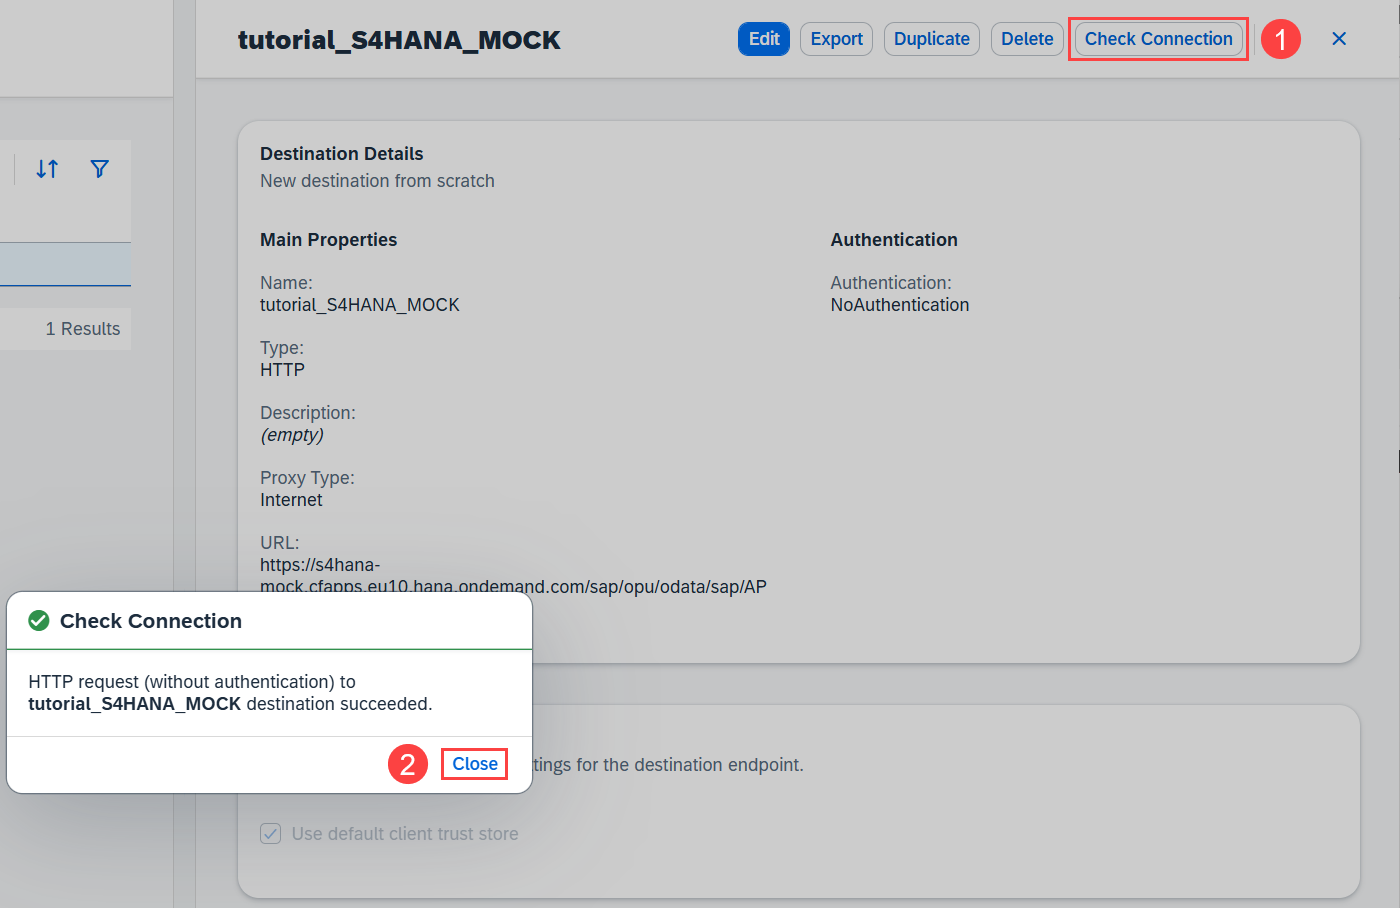 tutorial_S4HANA_MOCK
Edit
Export
Duplicate
Delete
Check Connection
1
1 Results
Destination Details
New destination from scratch
Main Properties
Name:
tutorial_S4HANA_MOCK
Type:
HTTP
Description:
(empty)
Proxy Type:
Internet
URL:
https://s4hana-
mock.cfapps.eu10.hana.ondemand.com/sap/opu/odata/sap/AP
Authentication
Authentication:
NoAuthentication
Check Connection
HTTP request (without authentication) to
tutorial_S4HANA_MOCK destination succeeded.
2
Close
tings for the destination endpoint.
Use default client trust store